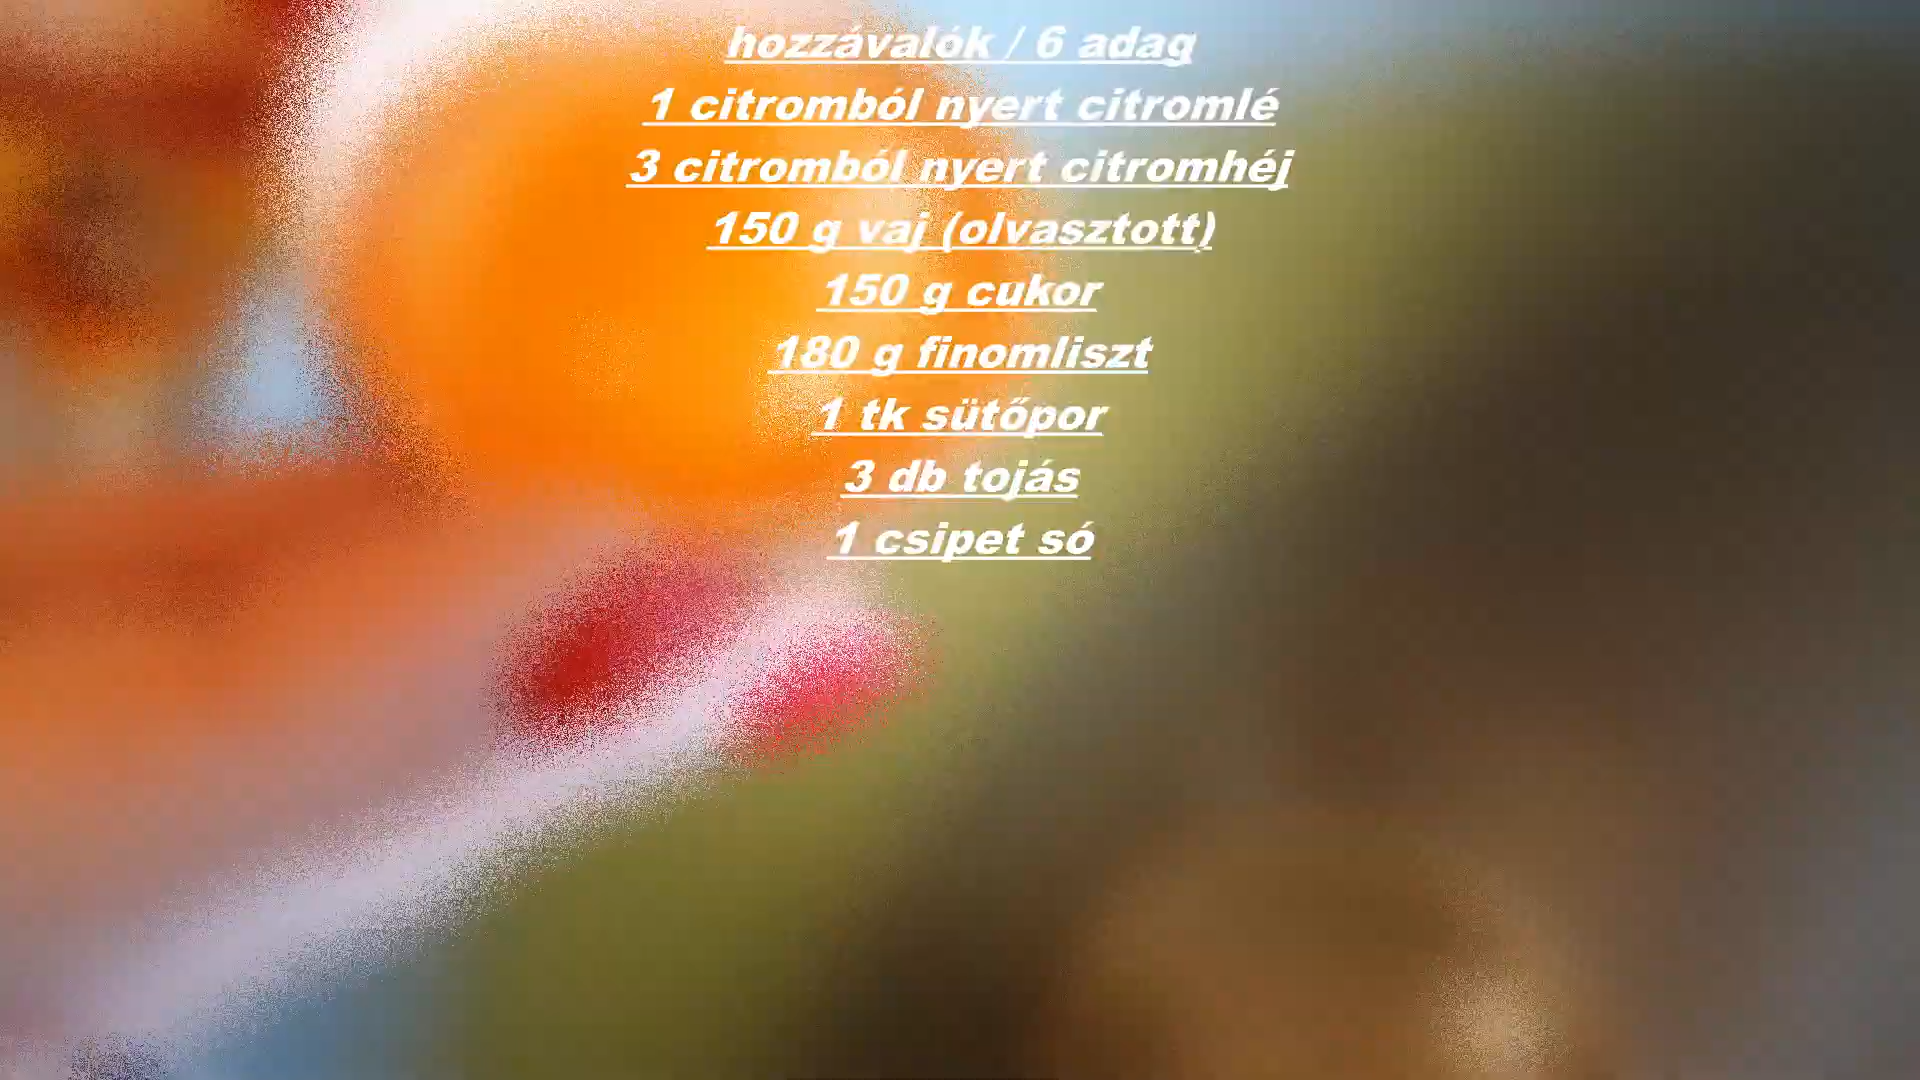 hozzávalók / 6 adag
1 citromból nyert citromlé
3 citromból nyert citromhéj
150 g vaj (olvasztott)
150 g cukor
180 g finomliszt
1 tk sütőpor
3 db tojás
1 csipet só